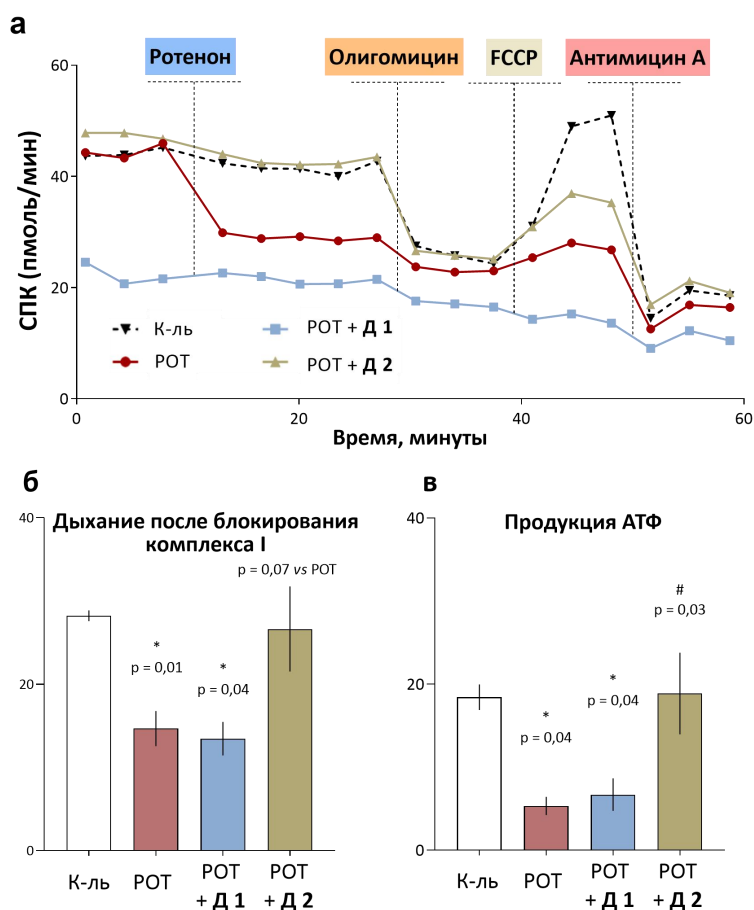 а
Ротенон
Олигомицин
FCCP
Антимицин А
60
40
20
0
СПК (пмоль/мин)
К-ль
РОТ
РОТ + Д 1
РОТ + Д 2
0
20
40
60
Время, минуты
б
Дыхание после блокирования
комплекса I
40
20
0
p = 0,07 vs РОТ
*
p = 0,01
*
p = 0,04
К-ль
РОТ
РОТ
+ Д 1
РОТ
+ Д 2
в
Продукция АТФ
40
20
0
#
p = 0,03
*
p = 0,04
*
p = 0,04
К-ль
РОТ
РОТ
+ Д 1
РОТ
+ Д 2